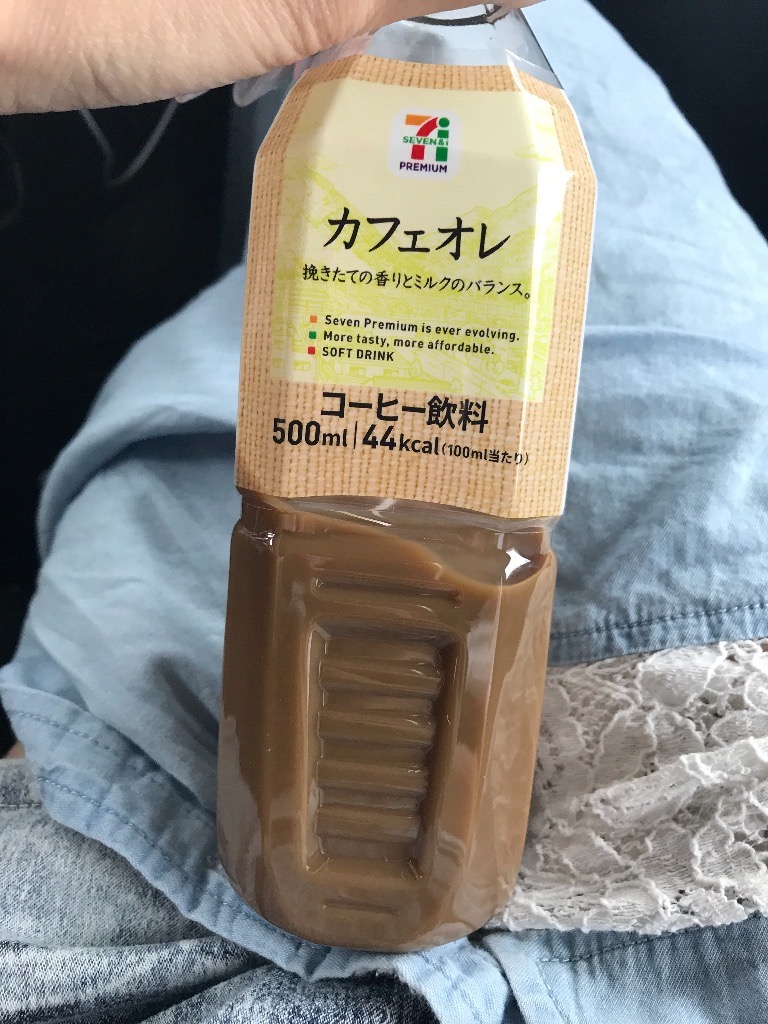 SEVEN&i
PREMIUM
カフェオレ
挽きたての香りとミルクのバランス。
Seven Premium is ever evolving.
More tasty, more affordable.
SOFT DRINK
コーヒー飲料
500ml | 44kcal(100ml当たり)